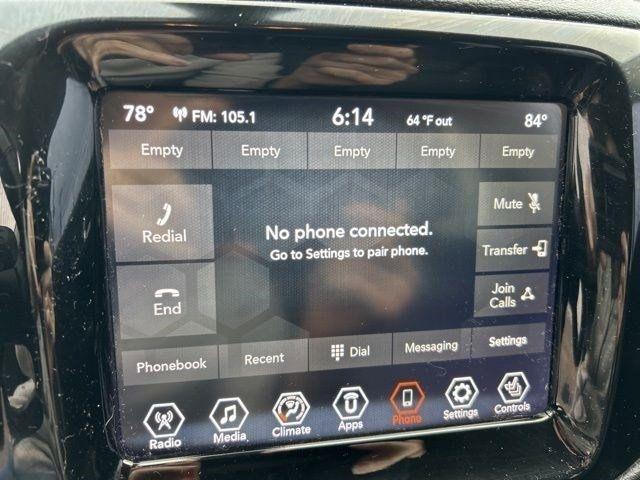 78° FM: 105.1 6:14 64 °F out 84°
Empty Empty Empty Empty Empty
Redial
No phone connected.
Go to Settings to pair phone.
Mute
Transfer
End
Join
Calls
Phonebook Recent Dial Messaging Settings
Radio Media Climate Apps Phone Settings Controls